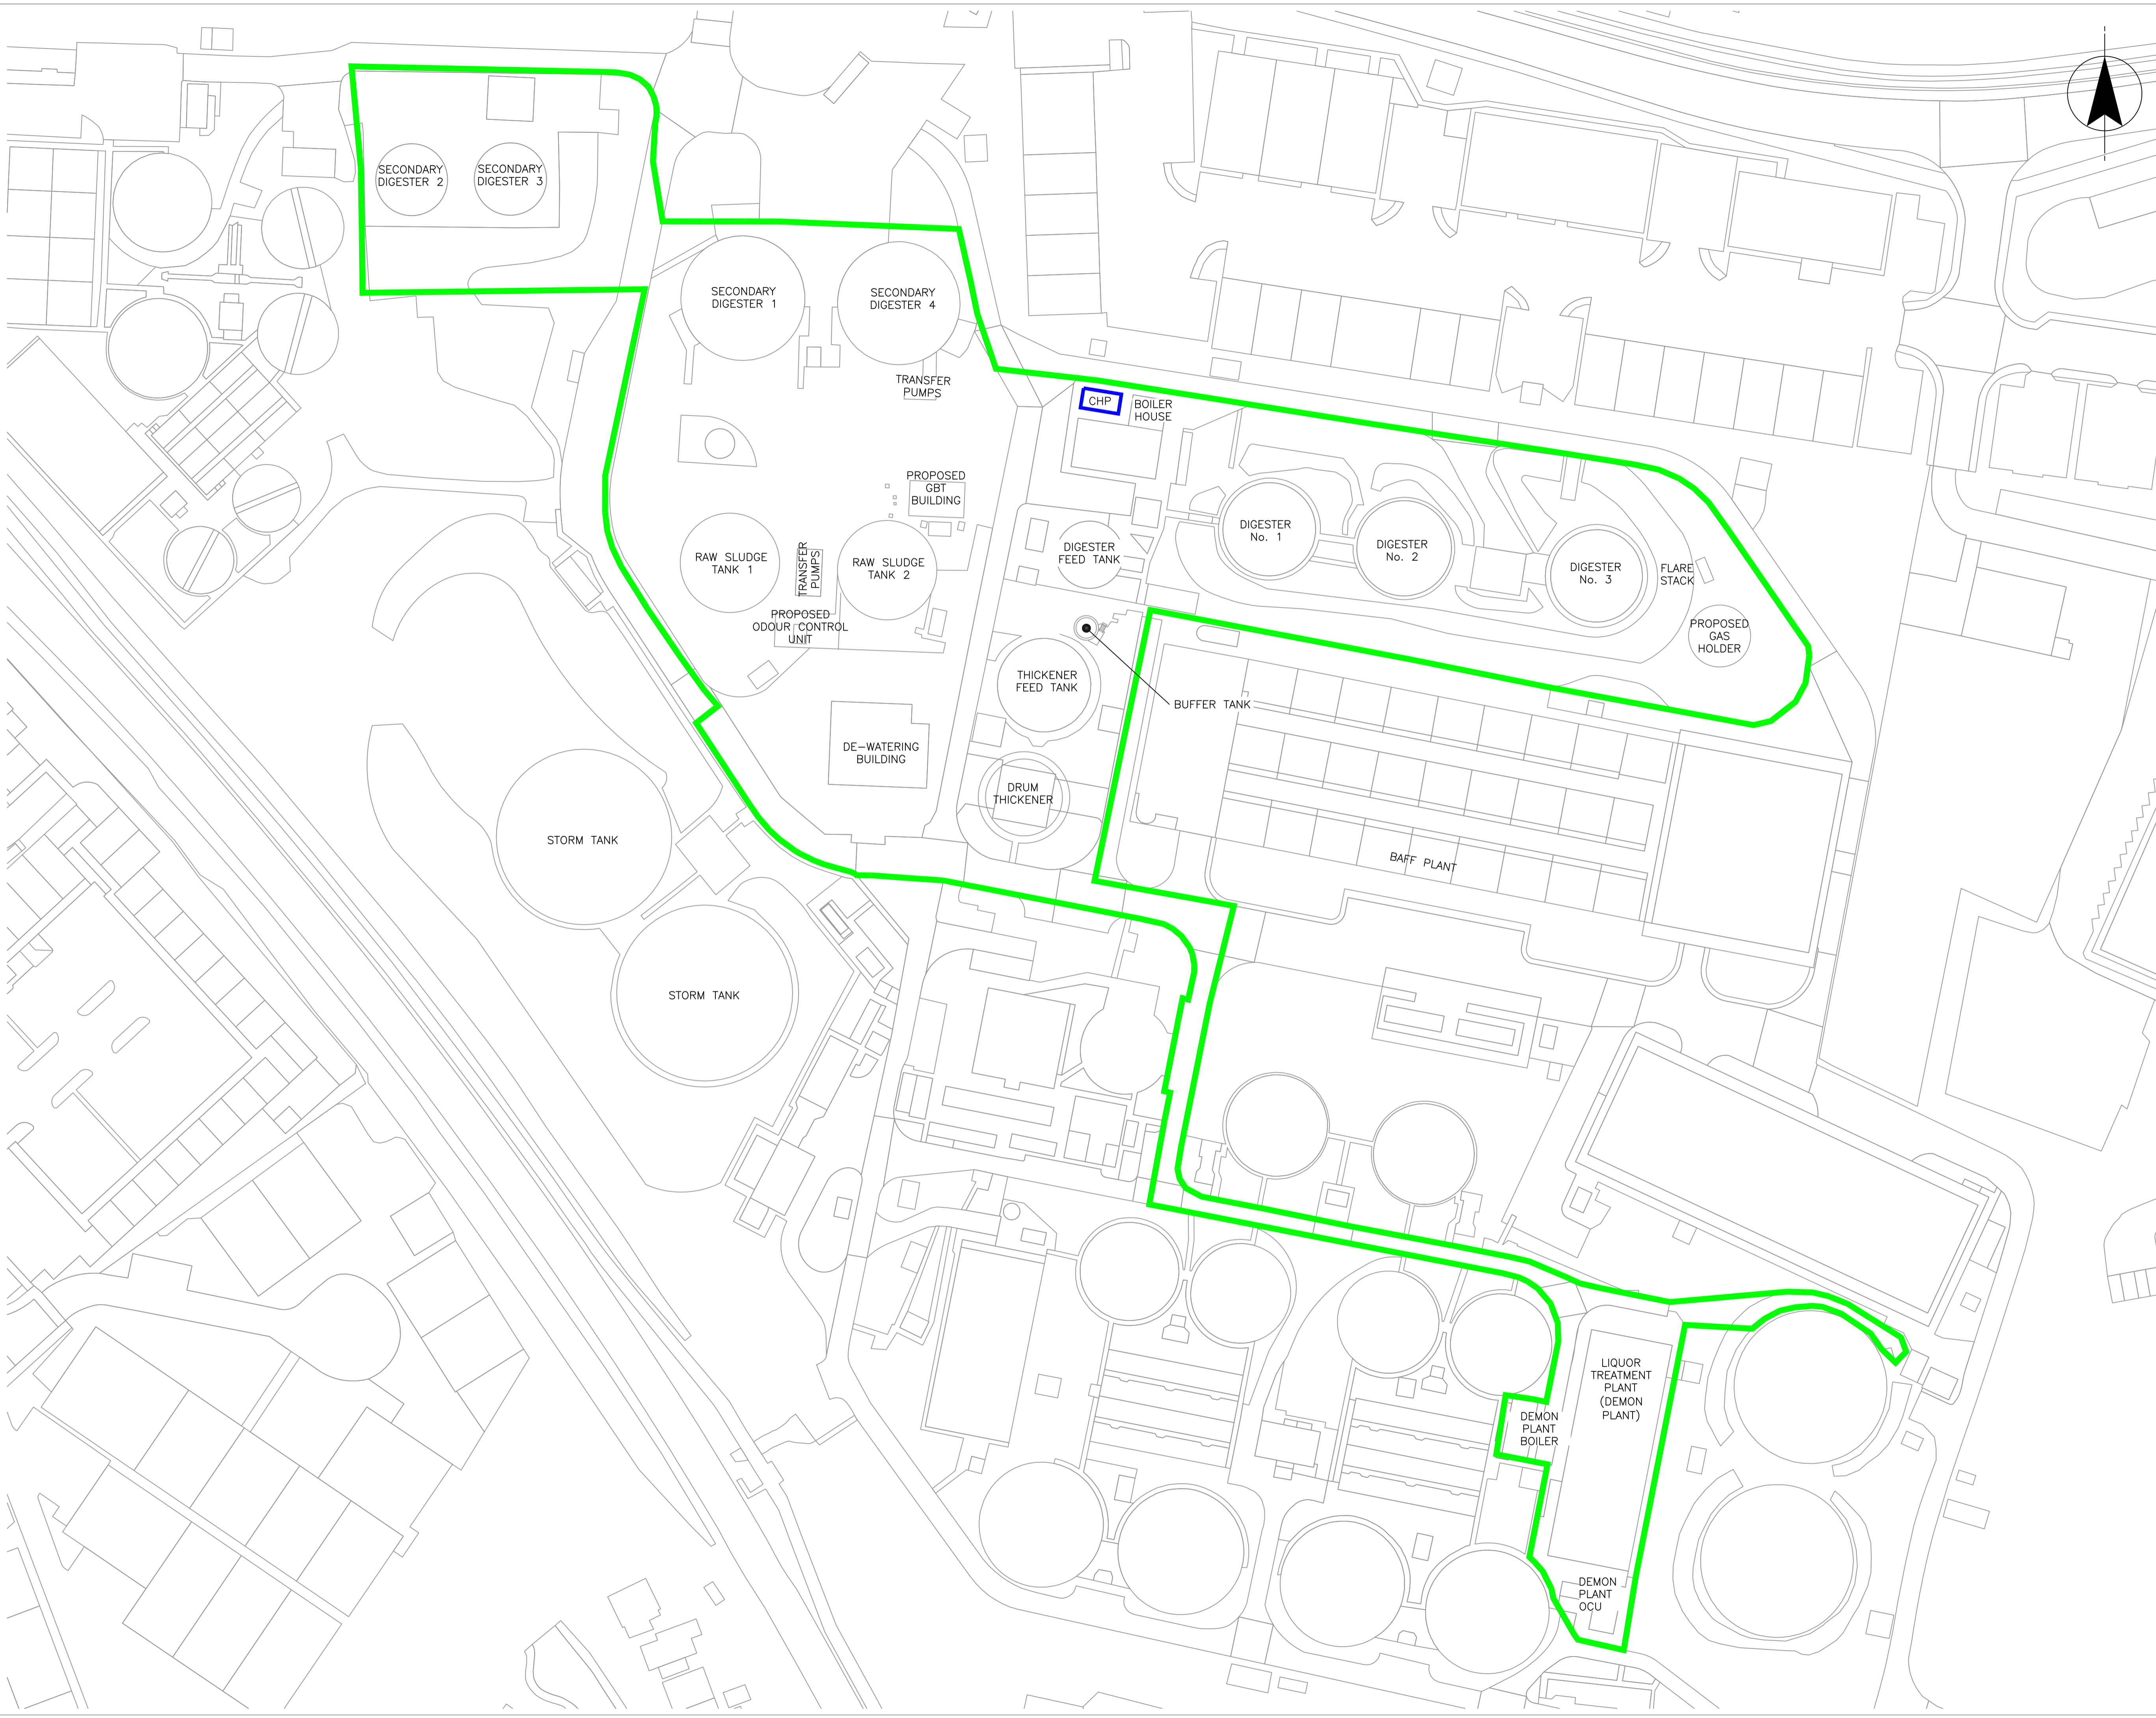 SECONDARY
DIGESTER 2
SECONDARY
DIGESTER 3
SECONDARY
DIGESTER 1
SECONDARY
DIGESTER 4
TRANSFER
PUMPS
CHP
BOILER
HOUSE
PROPOSED
GBT
BUILDING
RAW SLUDGE
TANK 1
TRANSFER
PUMPS
RAW SLUDGE
TANK 2
DIGESTER
FEED TANK
DIGESTER
No. 1
DIGESTER
No. 2
DIGESTER
No. 3
FLARE
STACK
PROPOSED
GAS
HOLDER
PROPOSED
ODOUR CONTROL
UNIT
THICKENER
FEED TANK
BUFFER TANK
DE-WATERING
BUILDING
DRUM
THICKENER
STORM TANK
BAFF PLANT
STORM TANK
LIQUOR
TREATMENT
PLANT
(DEMON
PLANT)
DEMON
PLANT
BOILER
DEMON
PLANT
OCU